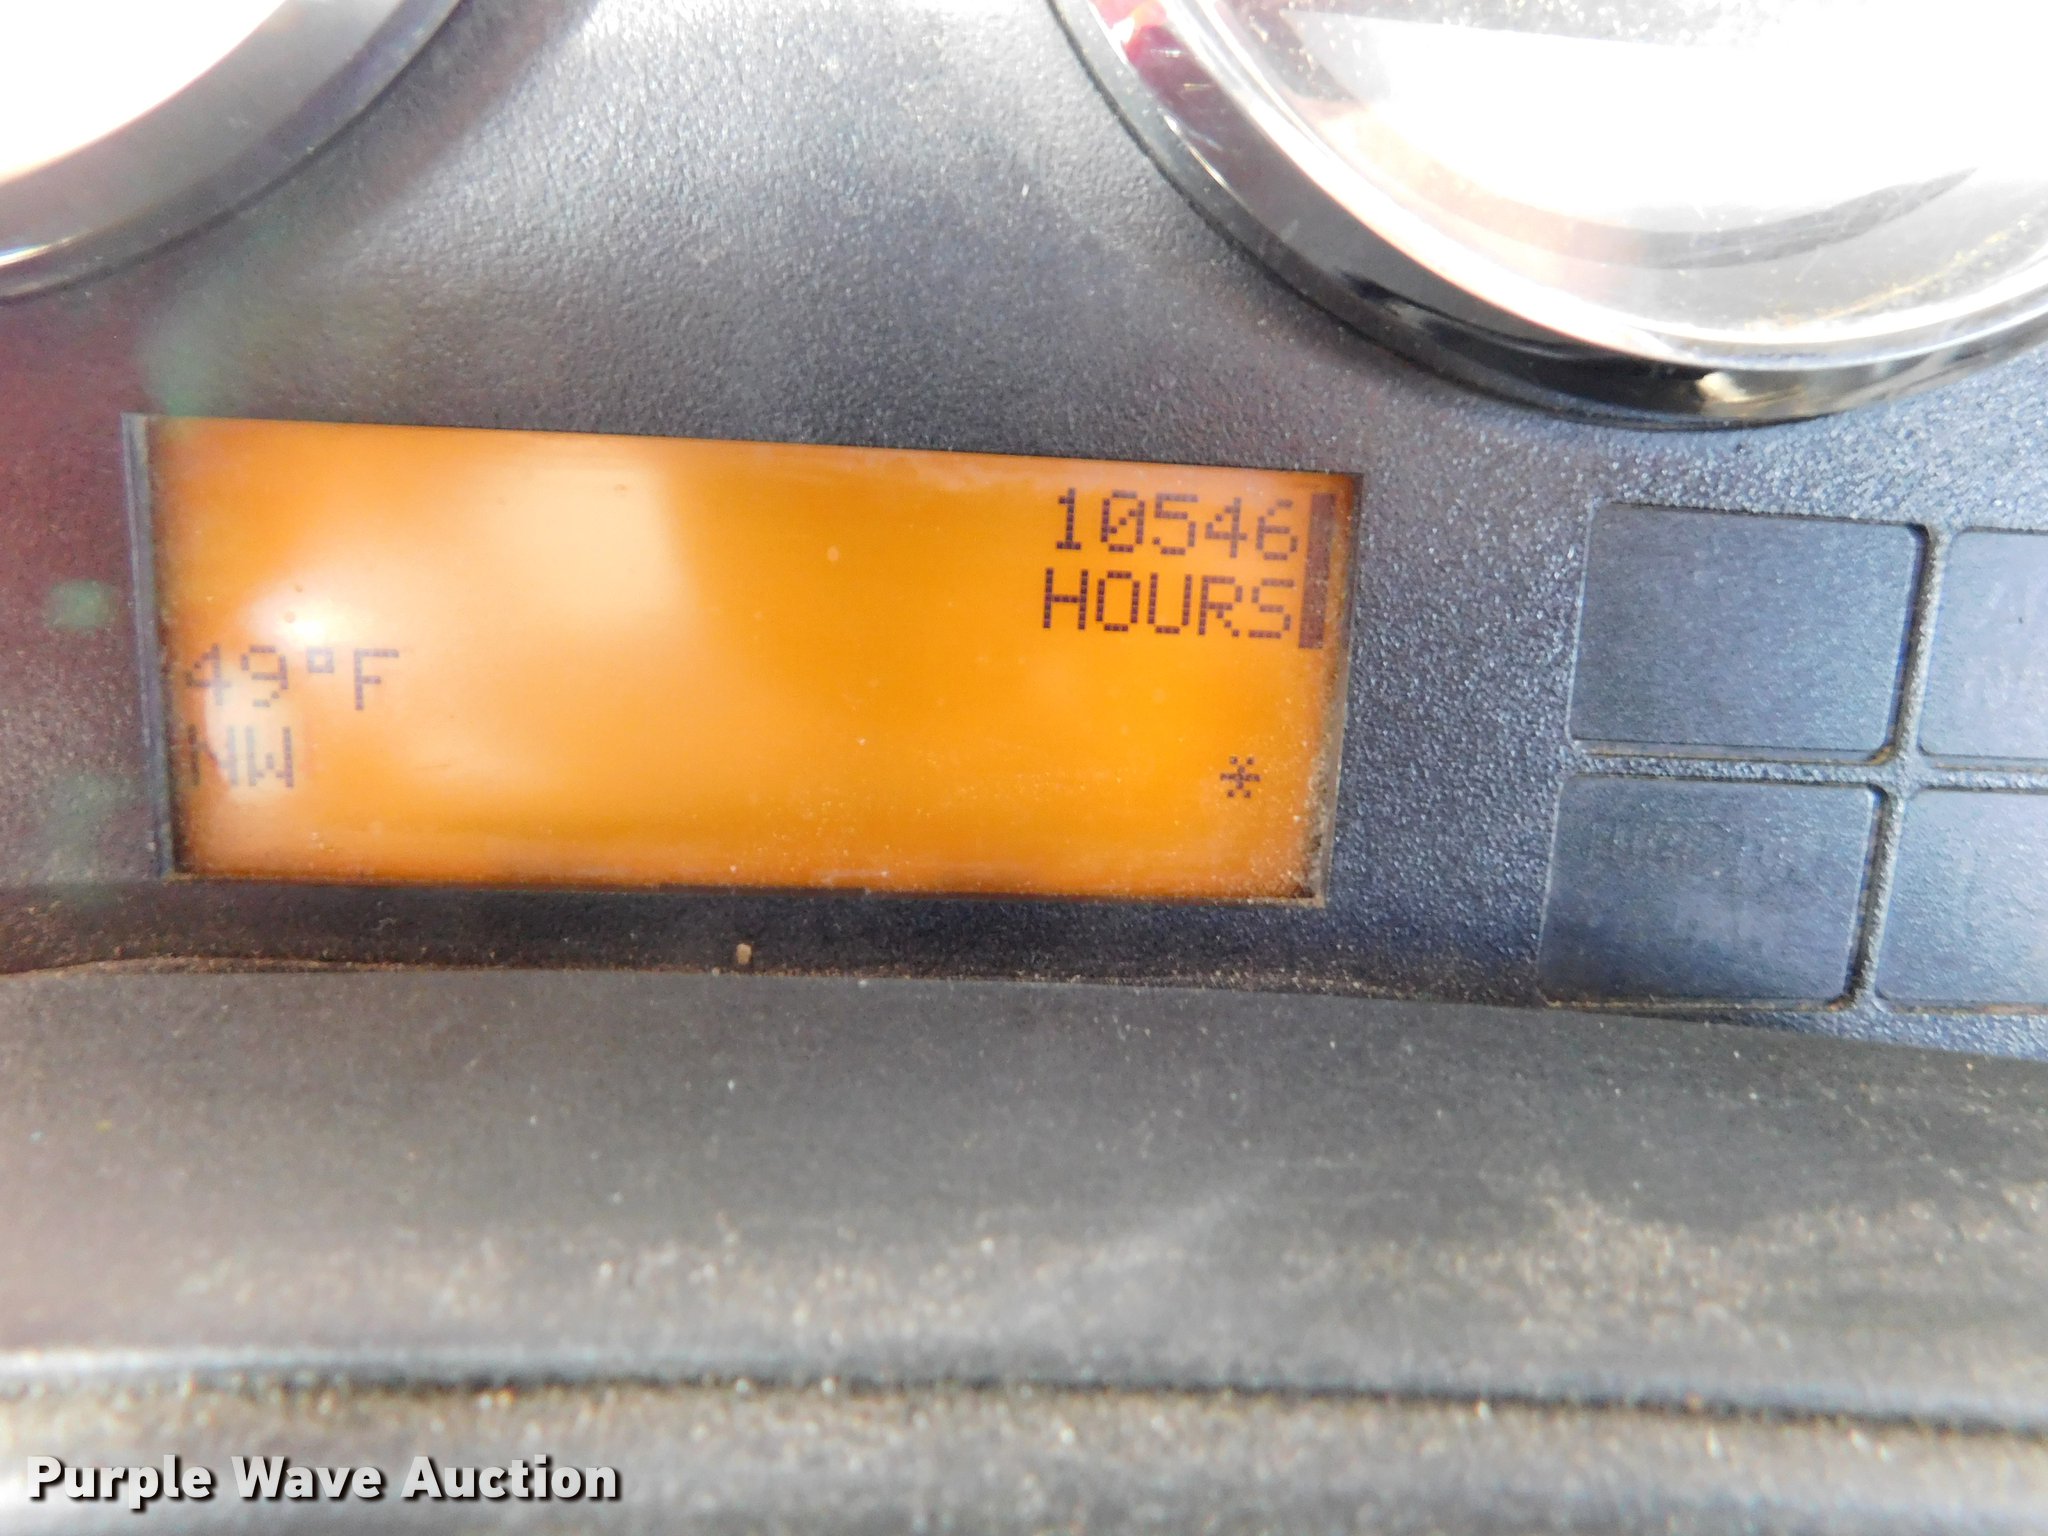 10546
HOURS
49°F
NW
*
Purple Wave Auction